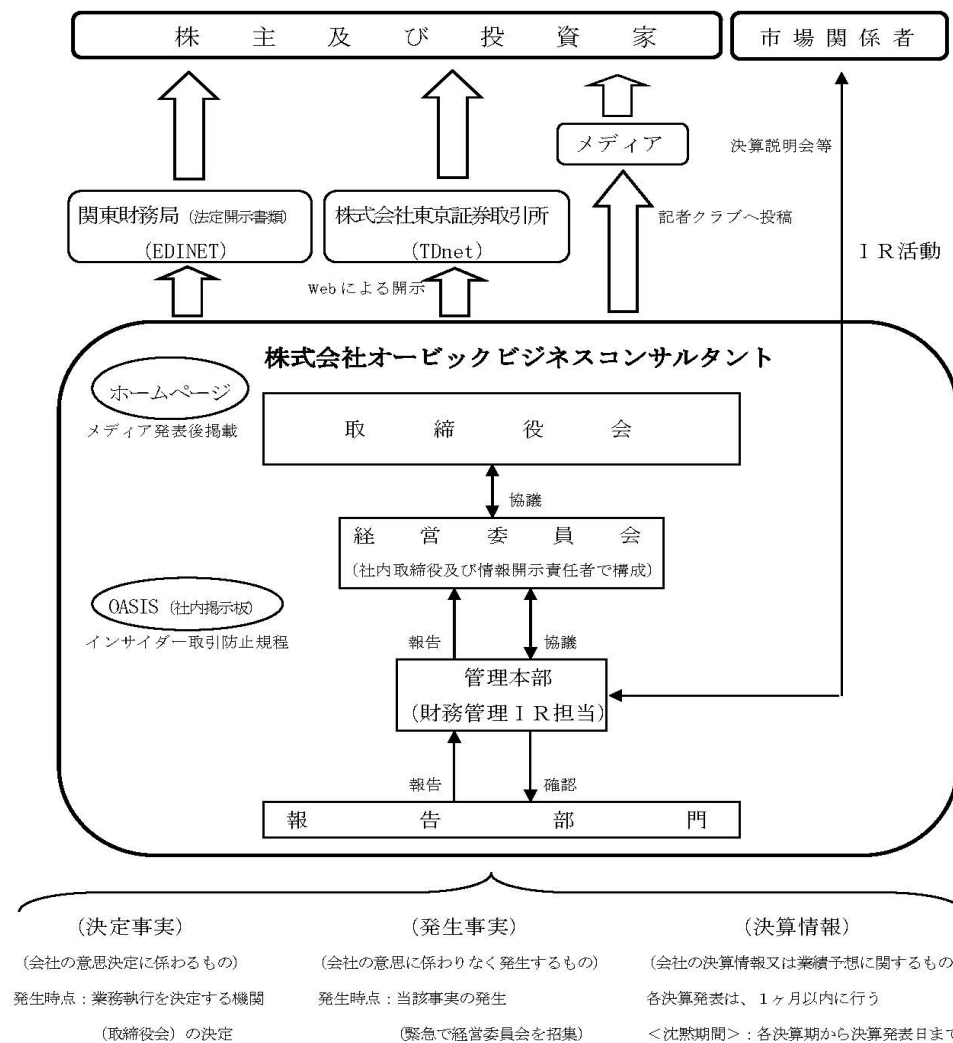 株主及び投資家
市場関係者
メディア
決算説明会等
関東財務局（法定開示書類）
(EDINET)
株式会社東京証券取引所
(TDnet)
記者クラブへ投稿
ＩＲ活動
Webによる開示
株式会社オービックビジネスコンサルタント
ホームページ
メディア発表後掲載
取締役会
協議
経営委員会
(社内取締役及び情報開示責任者で構成)
OASIS（社内掲示板）
インサイダー取引防止規程
報告
協議
管理本部
(財務管理ＩＲ担当)
報告
確認
報告部門
(決定事実)
(会社の意思決定に係わるもの)
発生時点：業務執行を決定する機関
(取締役会) の決定
(発生事実)
(会社の意思に係わりなく発生するもの)
発生時点：当該事実の発生
(緊急で経営委員会を招集)
(決算情報)
(会社の決算情報又は業績予想に関するもの
各決算発表は、１ヶ月以内に行う
＜沈黙期間＞：各決算期から決算発表日まで